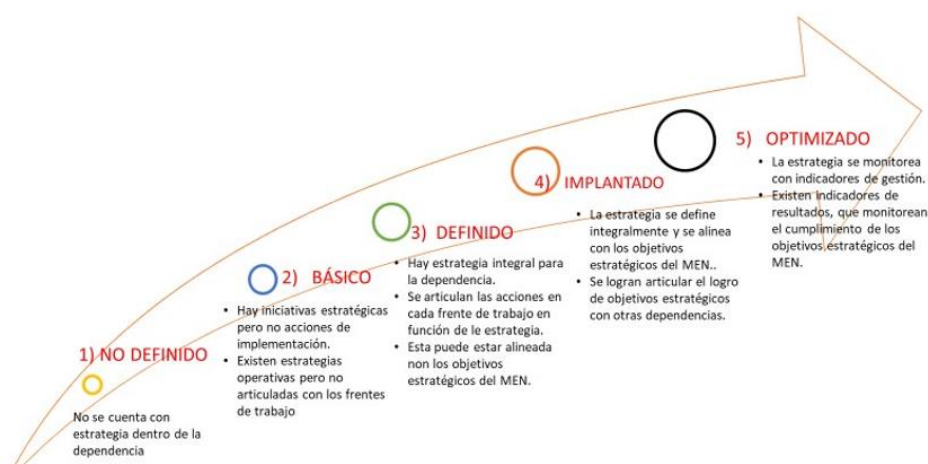 1) NO DEFINIDO
No se cuenta con
estrategia dentro de la
dependencia
2) BÁSICO
• Hay iniciativas estratégicas
pero no acciones de
implementación.
• Existen estrategias
operativas pero no
articuladas con los frentes
de trabajo
3) DEFINIDO
• Hay estrategia integral para
la dependencia.
• Se articulan las acciones en
cada frente de trabajo en
función de le estrategia.
• Esta puede estar alineada
non los objetivos
estratégicos del MEN.
4) IMPLANTADO
• La estrategia se define
integralmente y se alinea
con los objetivos
estratégicos del MEN..
• Se logran articular el logro
de objetivos estratégicos
con otras dependencias.
5) OPTIMIZADO
• La estrategia se monitorea
con indicadores de gestión.
• Existen indicadores de
resultados, que monitorean
el cumplimiento de los
objetivos estratégicos del
MEN.